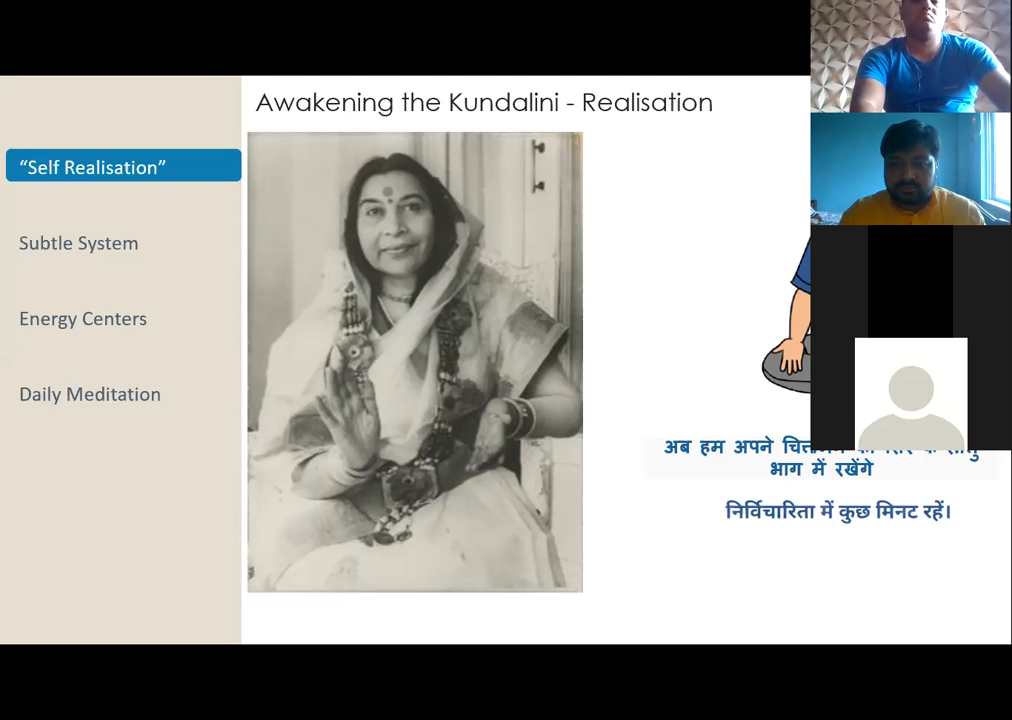 Awakening the Kundalini - Realisation
“Self Realisation”
Subtle System
Energy Centers
Daily Meditation
अब हम अपने
भाग में रखेंगे
निर्विचारिता में कुछ मिनट रहें।